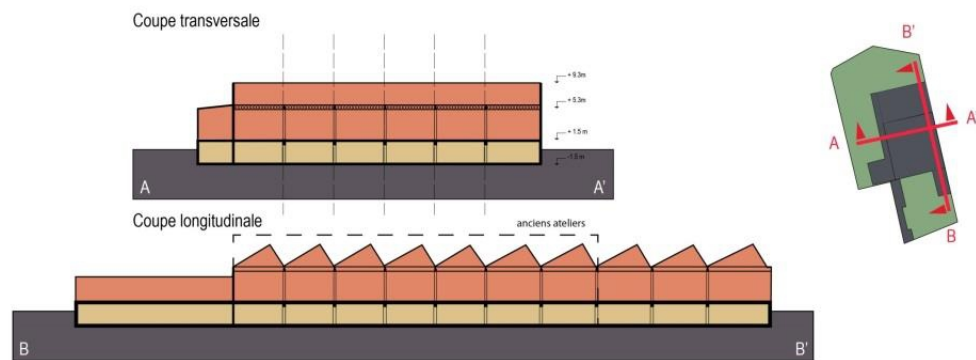 Coupe transversale
+ 9.3m
+ 5.3m
+ 1.5 m
-1.5 m
A
A'
B'
A
A'
B
Coupe longitudinale
anciens ateliers
B
B'